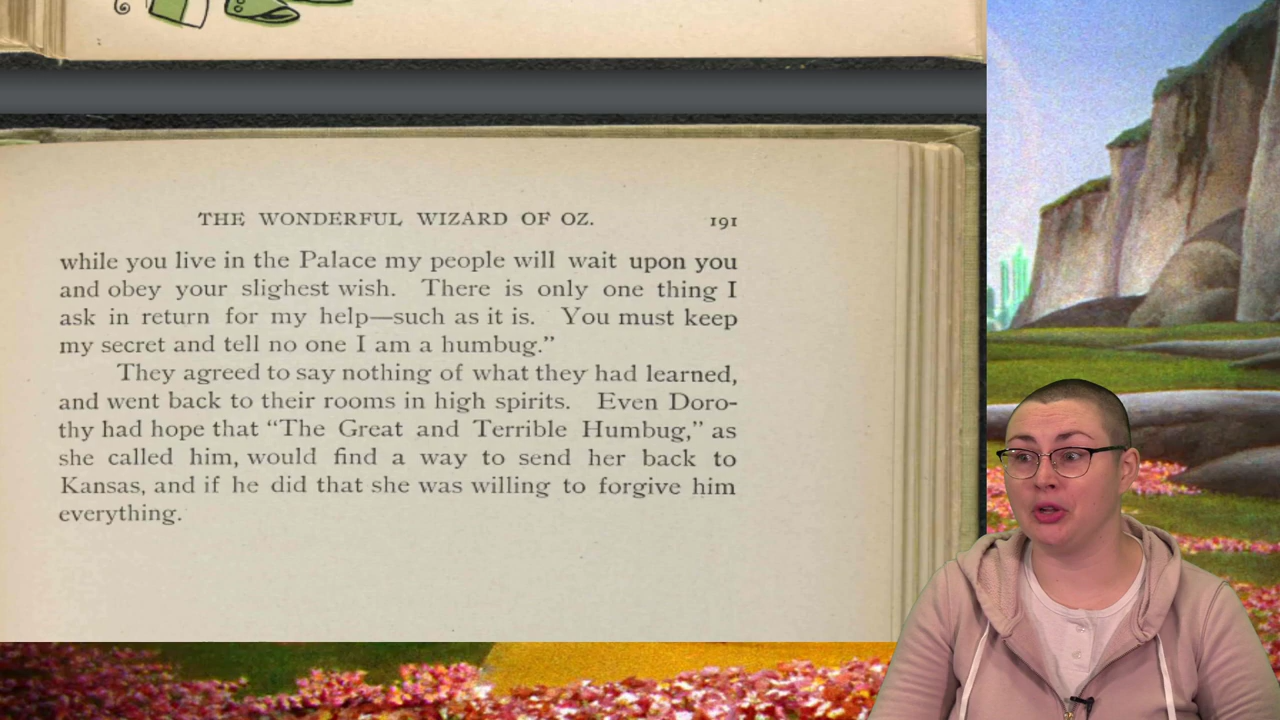 THE WONDERFUL WIZARD OF OZ. 191
while you live in the Palace my people will wait upon you
and obey your slighest wish. There is only one thing I
ask in return for my help—such as it is. You must keep
my secret and tell no one I am a humbug.”
They agreed to say nothing of what they had learned,
and went back to their rooms in high spirits. Even Doro-
thy had hope that “The Great and Terrible Humbug,” as
she called him, would find a way to send her back to
Kansas, and if he did that she was willing to forgive him
everything.